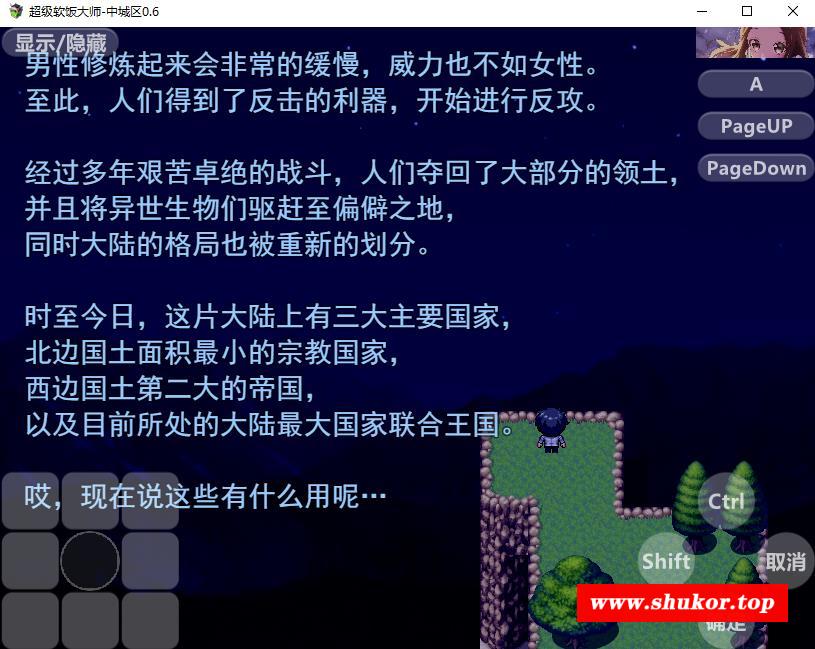 超级软饭大师-中城区0.6
显示/隐藏
男性修炼起来会非常的缓慢，威力也不如女性。
至此，人们得到了反击的利器，开始进行反攻。
经过多年艰苦卓绝的战斗，人们夺回了大部分的领土，
并且将异世生物们驱赶至偏僻之地，
同时大陆的格局也被重新的划分。
时至今日，这片大陆上有三大主要国家，
北边国土面积最小的宗教国家，
西边国土第二大的帝国，
以及目前所处的大陆最大国家联合王国。
哎，现在说这些有什么用呢…
A
PageUP
PageDown
Ctrl
Shift
取消
www.shukor.top
确定